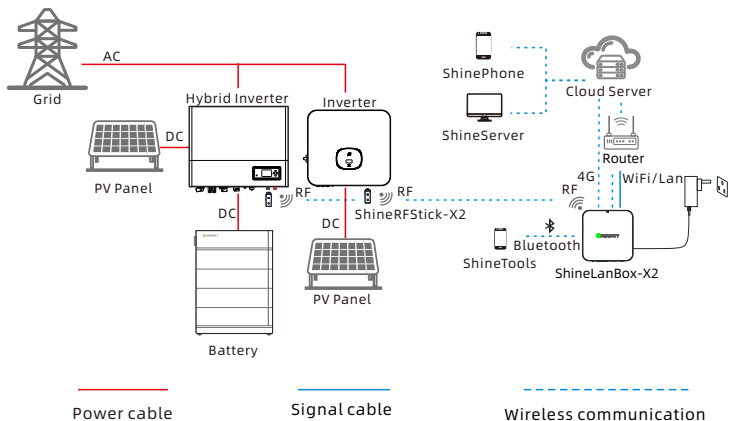 AC
Grid
Hybrid Inverter
Inverter
ShinePhone
ShineServer
Cloud Server
Router
DC
PV Panel
RF
RF
ShineRFStick-X2
DC
DC
PV Panel
Battery
4G
WiFi/Lan
RF
Bluetooth
ShineTools
GROWATT
ShineLanBox-X2
Power cable
Signal cable
Wireless communication